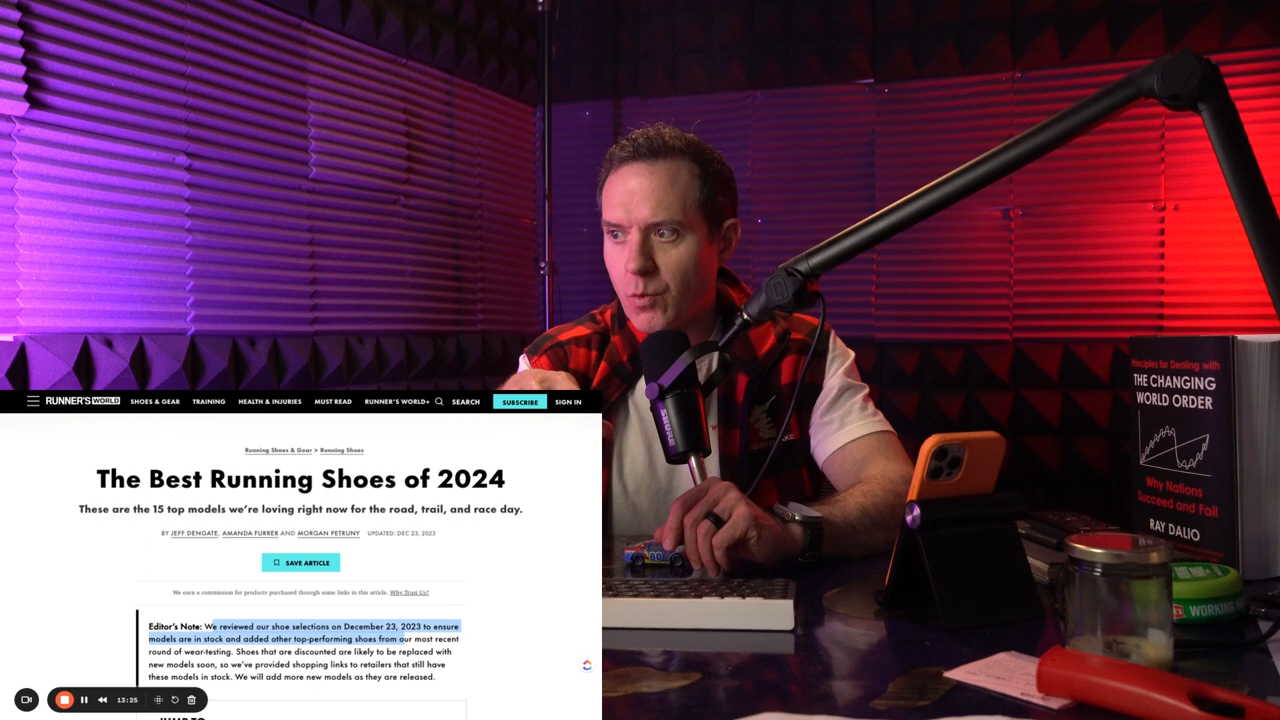 RUNNER'S WORLD SHOES & GEAR TRAINING HEALTH & INJURIES MUST READ RUNNER'S WORLD+ SEARCH SUBSCRIBE SIGN IN
Running Shoes & Gear > Running Shoes
The Best Running Shoes of 2024
These are the 15 top models we're loving right now for the road, trail, and race day.
BY JEFF DENGATE, AMANDA FURRER AND MORGAN PETRUNY UPDATED: DEC 23, 2023
SAVE ARTICLE
We earn a commission for products purchased through some links in this article. Why Trust Us?
Editor's Note: We reviewed our shoe selections on December 23, 2023 to ensure
models are in stock and added other top-performing shoes from our most recent
round of wear-testing. Shoes that are discounted are likely to be replaced with
new models soon, so we've provided shopping links to retailers that still have
these models in stock. We will add more new models as they are released.
JUMP TO
13:26
SHURE
Principles for Dealing with
THE CHANGING
WORLD ORDER
Why Nations
Succeed and Fail
RAY DALIO
WORKING